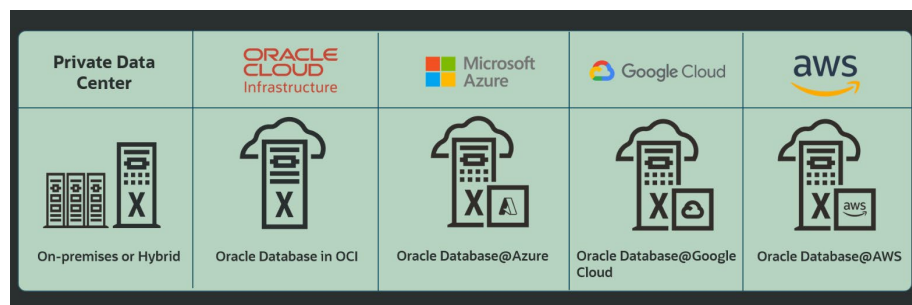 Private Data
Center
ORACLE
CLOUD
Infrastructure
Microsoft
Azure
Google Cloud
aws
X
X
X
X
X
aws
On-premises or Hybrid
Oracle Database in OCI
Oracle Database@Azure
Oracle Database@Google
Cloud
Oracle Database@AWS